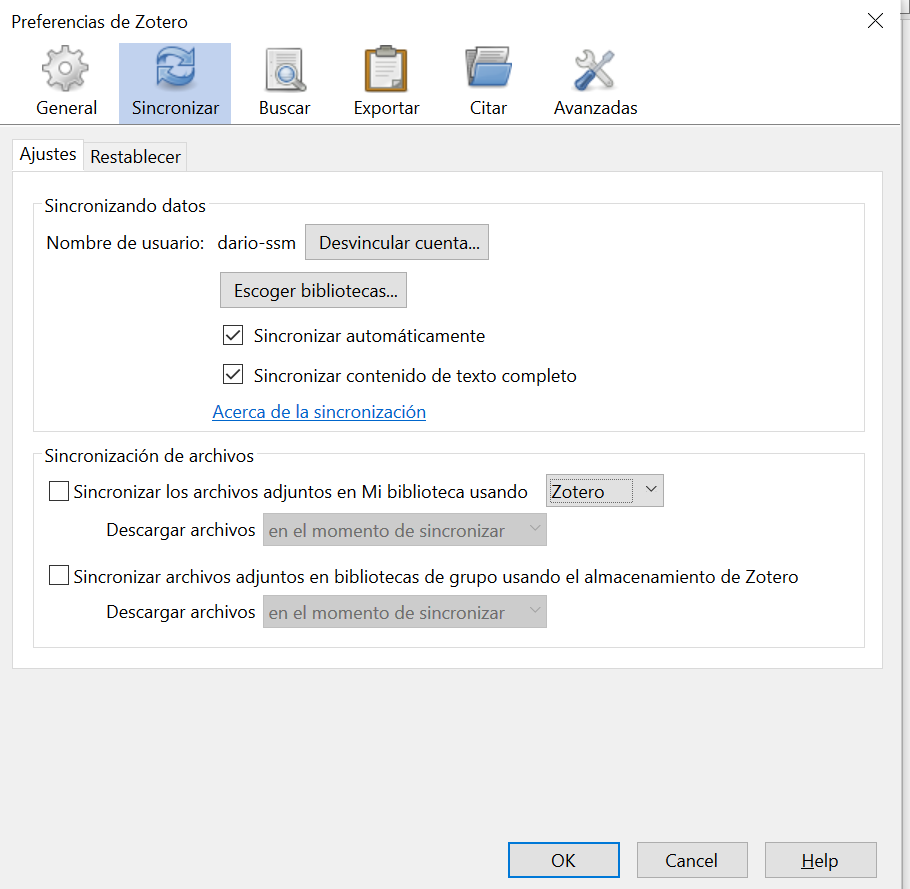 Preferencias de Zotero
General Sincronizar Buscar Exportar Citar Avanzadas
Ajustes Restablecer
Sincronizando datos
Nombre de usuario: dario-ssm Desvincular cuenta...
Escoger bibliotecas...
Sincronizar automáticamente
Sincronizar contenido de texto completo
Acerca de la sincronización
Sincronización de archivos
Sincronizar los archivos adjuntos en Mi biblioteca usando Zotero
Descargar archivos en el momento de sincronizar
Sincronizar archivos adjuntos en bibliotecas de grupo usando el almacenamiento de Zotero
Descargar archivos en el momento de sincronizar
OK Cancel Help